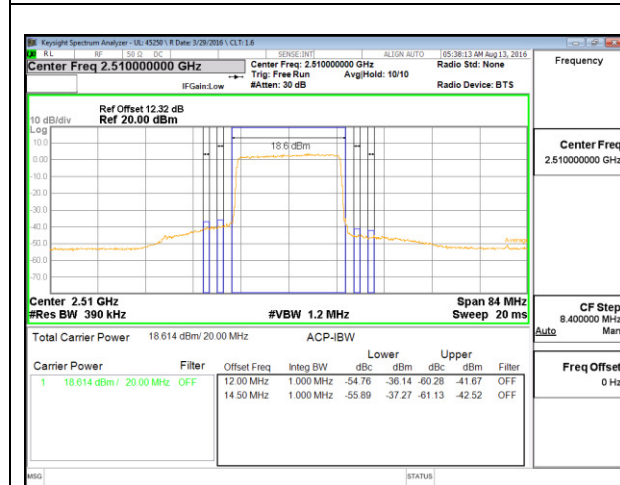 Keysight Spectrum Analyzer - UL: 45250 \ R Date: 3/29/2016 \ CLT: 1.6
RL RF 50 Ω DC SENSE:INT ALIGN AUTO 05:38:13 AM Aug 13, 2016
Center Freq 2.510000000 GHz Center Freq: 2.510000000 GHz Radio Std: None
Trig: Free Run Avg|Hold: 10/10
IFGain:Low #Atten: 30 dB Radio Device: BTS
Ref Offset 12.32 dB
10 dB/div Ref 20.00 dBm
Log
10.0
0.00
-10.0
-20.0
-30.0
-40.0
-50.0
-60.0
-70.0
18.6 dBm
Average
Center 2.51 GHz Span 84 MHz
#Res BW 390 kHz #VBW 1.2 MHz Sweep 20 ms
Total Carrier Power 18.614 dBm/ 20.00 MHz ACP-IBW
Lower Upper
Carrier Power Filter Offset Freq Integ BW dBc dBm dBc dBm Filter
1 18.614 dBm / 20.00 MHz OFF 12.00 MHz 1.000 MHz -54.76 -36.14 -60.28 -41.67 OFF
14.50 MHz 1.000 MHz -55.89 -37.27 -61.13 -42.52 OFF
MSG STATUS
Frequency
Center Freq
2.510000000 GHz
CF Step
8.400000 MHz
Auto Man
Freq Offset
0 Hz